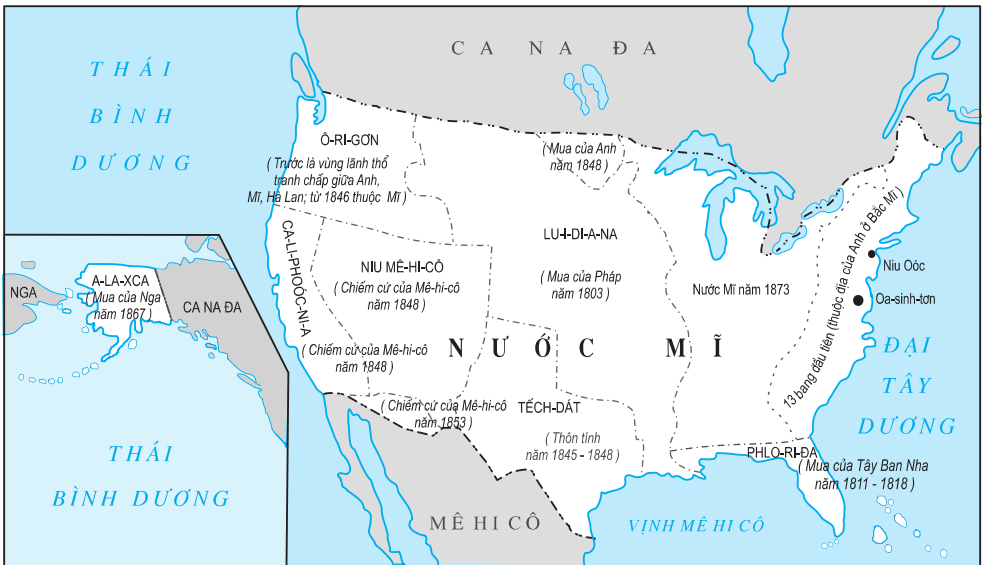 CA NA ĐA
THÁI
BÌNH
DƯƠNG
Ô-RI-GƠN
( Trước là vùng lãnh thổ
tranh chấp giữa Anh,
Mĩ, Hà Lan; từ 1846 thuộc Mĩ )
( Mua của Anh
năm 1848 )
CA-LI-PHOÓC-NI-A
NIU MÊ-HI-CÔ
( Chiếm cứ của Mê-hi-cô
năm 1848 )
LU-I-DI-A-NA
( Mua của Pháp
năm 1803 )
Nước Mĩ năm 1873
13 bang đầu tiên (thuộc địa của Anh ở Bắc Mĩ )
Niu Oóc
Oa-sinh-tơn
NGA
A-LA-XCA
( Mua của Nga
năm 1867 )
CA NA ĐA
THÁI
BÌNH DƯƠNG
( Chiếm cứ của Mê-hi-cô
năm 1848 )
NƯỚC MĨ
ĐẠI
TÂY
DƯƠNG
( Chiếm cứ của Mê-hi-cô
năm 1853 )
TẾCH-DÁT
( Thôn tính
năm 1845 - 1848 )
PHLO-RI-ĐA
( Mua của Tây Ban Nha
năm 1811 - 1818 )
MÊ HI CÔ
VỊNH MÊ HI CÔ